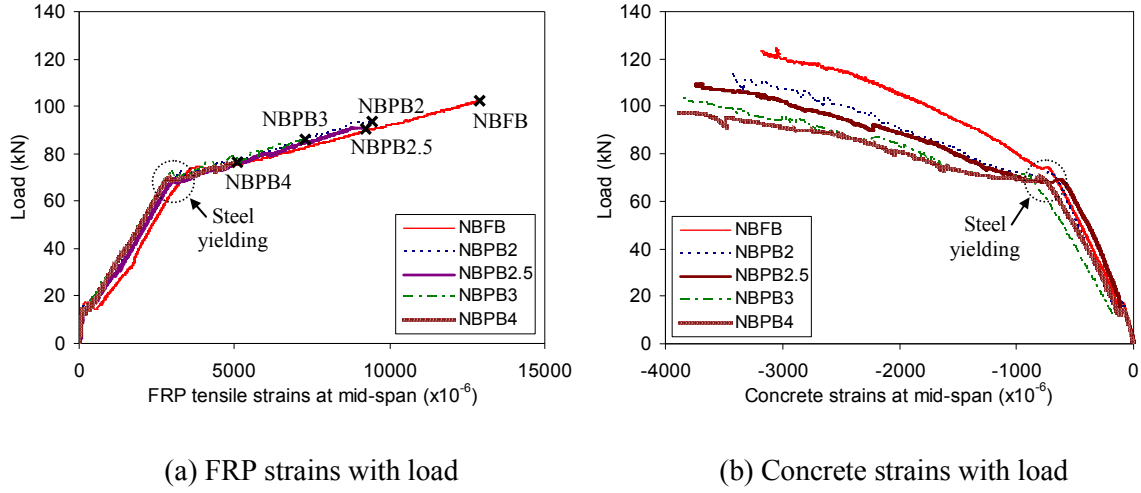 140
120
100
80
60
40
20
0
Load (kN)
0
5000
10000
15000
FRP tensile strains at mid-span (x10-6)
NBPB3
NBPB2
NBFB
NBPB2.5
NBPB4
Steel
yielding
NBFB
NBPB2
NBPB2.5
NBPB3
NBPB4
(a) FRP strains with load
140
120
100
80
60
40
20
0
Load (kN)
-4000
-3000
-2000
-1000
0
Concrete strains at mid-span (x10-6)
Steel
yielding
NBFB
NBPB2
NBPB2.5
NBPB3
NBPB4
(b) Concrete strains with load